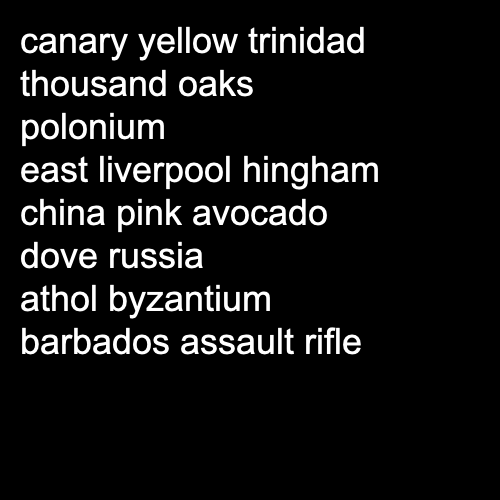 canary yellow trinidad
thousand oaks
polonium
east liverpool hingham
china pink avocado
dove russia
athol byzantium
barbados assault rifle